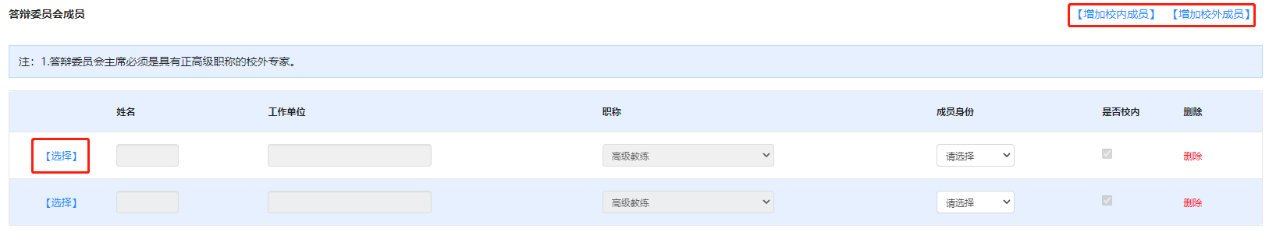 答辩委员会成员 【增加校内成员】 【增加校外成员】
注：1.答辩委员会主席必须是具有正高级职称的校外专家。
姓名 工作单位 职称 成员身份 是否校内 删除
【选择】 高级教练 请选择 删除
【选择】 高级教练 请选择 删除